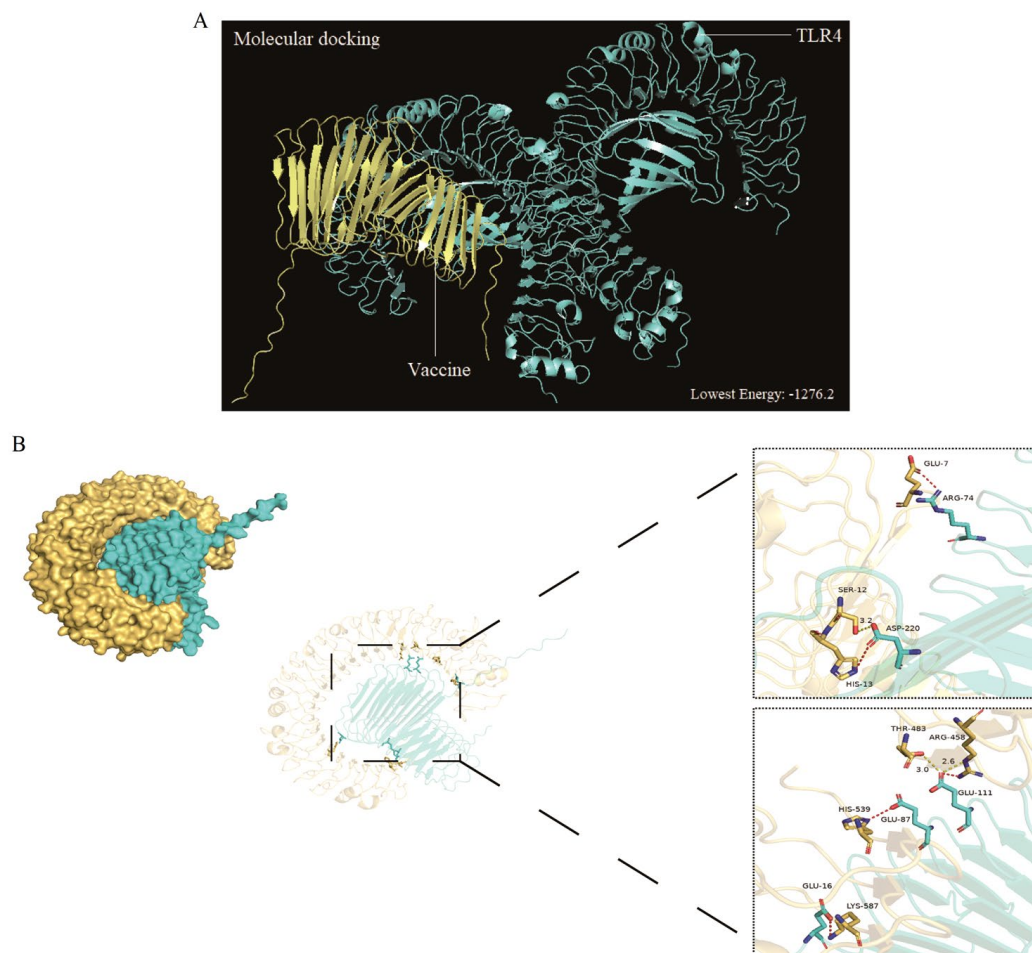 A
Molecular docking
TLR4
Vaccine
Lowest Energy: -1276.2
B
GLU-7
ARG-74
SER-12
3.2
ASP-220
HIS-13
THR-483
ARG-458
3.0
2.6
GLU-111
HIS-539
GLU-87
GLU-16
LYS-587